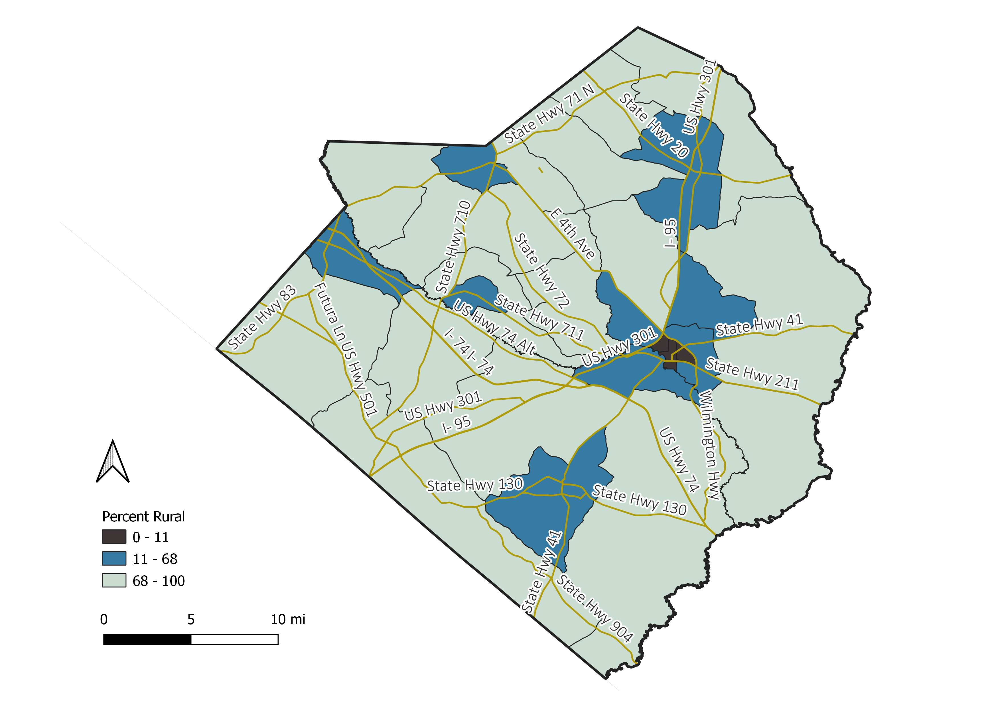 US Hwy 301
State Hwy 71 N
State Hwy 20
State Hwy 710
E 4th Ave
I- 95
State Hwy 72
State Hwy 83
Futura Ln US Hwy 501
US Hwy 74 Alt
State Hwy 711
State Hwy 41
I- 74 I- 74
US Hwy 301
State Hwy 211
US Hwy 301
I- 95
Wilmington Hwy
US Hwy 74
State Hwy 130
State Hwy 130
State Hwy 41
State Hwy 904
Percent Rural
0 - 11
11 - 68
68 - 100
0 5 10 mi